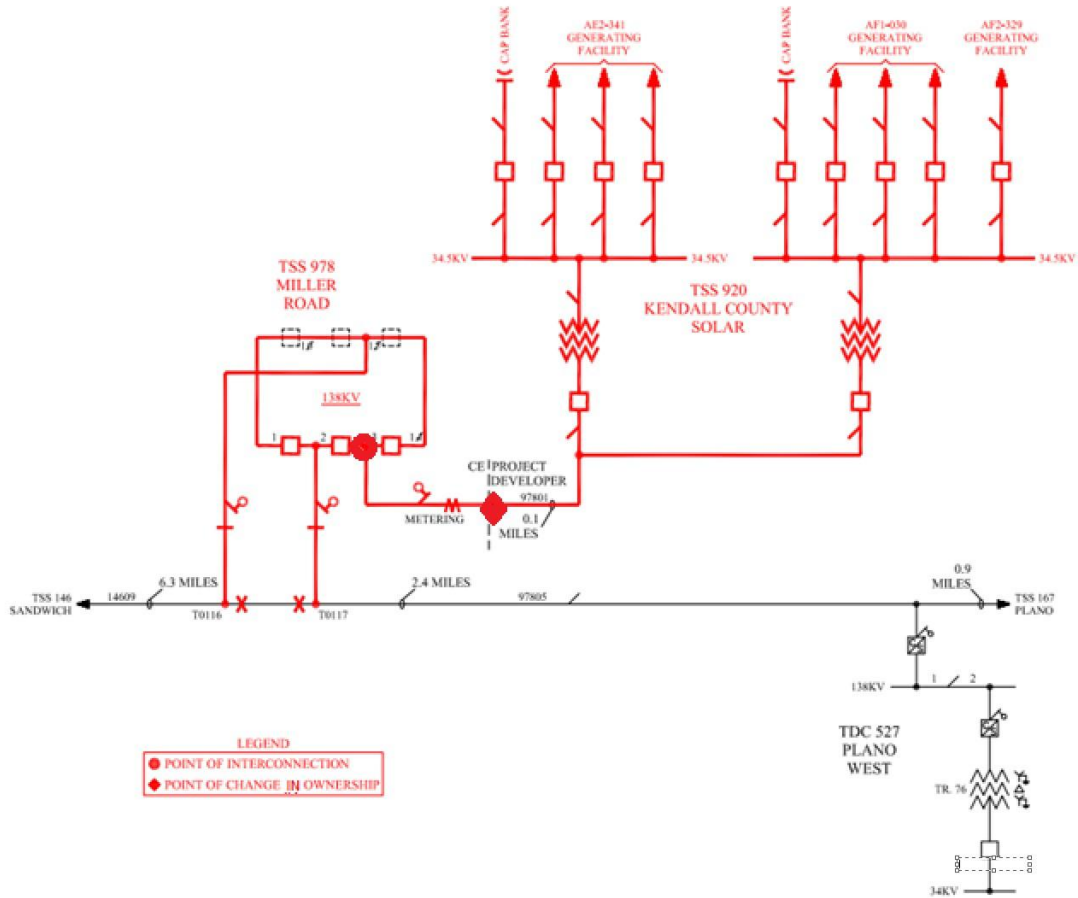 CAP BANK
AE2-341
GENERATING
FACILITY
CAP BANK
AF1-030
GENERATING
FACILITY
AF2-329
GENERATING
FACILITY
34.5KV
34.5KV
34.5KV
TSS 978
MILLER
ROAD
TSS 920
KENDALL COUNTY
SOLAR
138KV
1
2
CE PROJECT
DEVELOPER
97801
METERING
0.1
MILES
6.3 MILES
2.4 MILES
0.9
MILES
TSS 146
SANDWICH
14609
T0116
T0117
97805
TSS 167
PLANO
138KV
1
2
TDC 527
PLANO
WEST
LEGEND
POINT OF INTERCONNECTION
POINT OF CHANGE IN OWNERSHIP
TR. 76
34KV